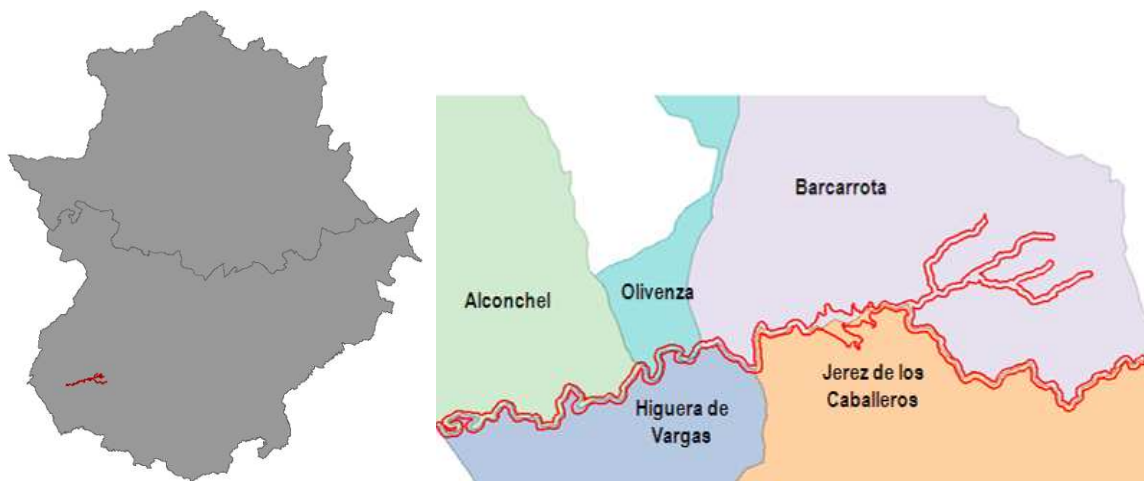 Barcarrota
Alconchel
Olivenza
Jerez de los
Caballeros
Higuera de
Vargas